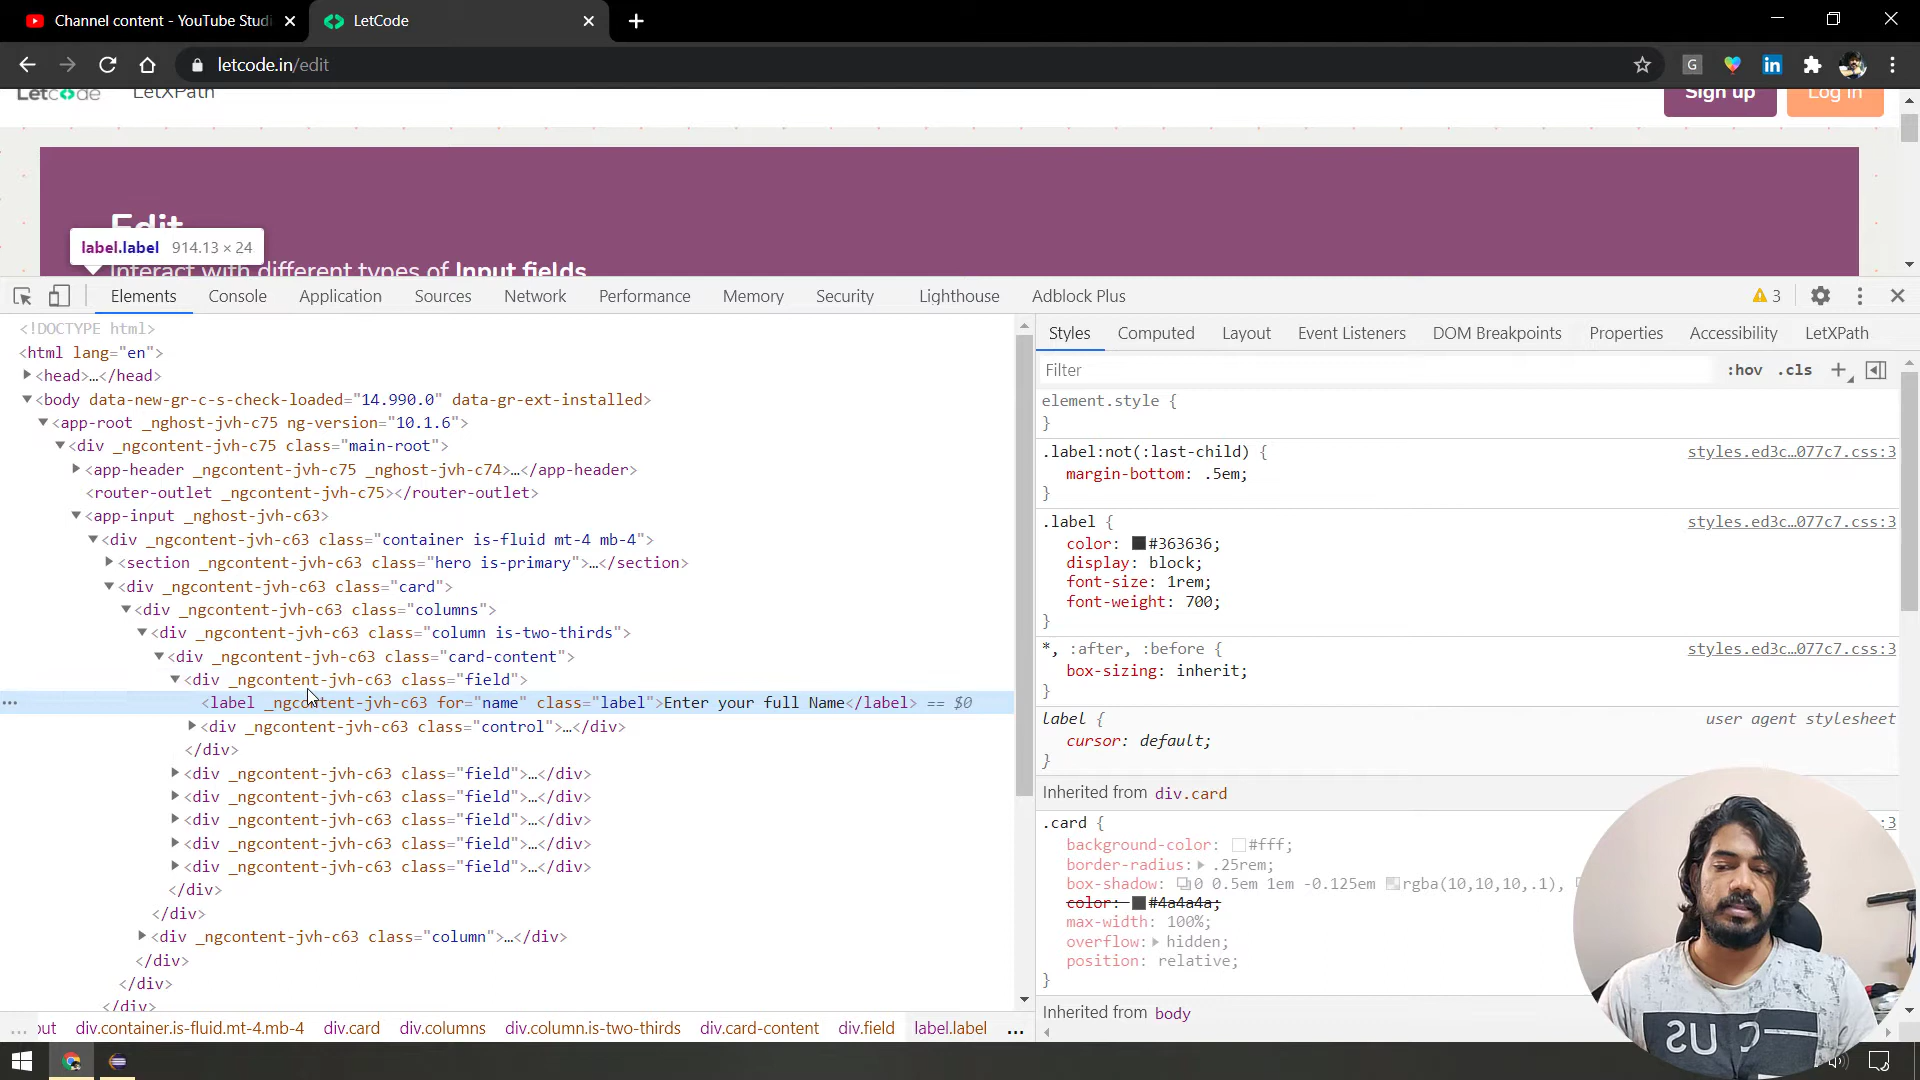 Channel content - YouTube Studi
LetCode
letcode.in/edit
LetCode LetXPath Sign up Log in
Edit
label.label 914.13 × 24
Interact with different types of Input fields
Elements Console Application Sources Network Performance Memory Security Lighthouse Adblock Plus 3
<!DOCTYPE html>
<html lang="en">
<head>…</head>
<body data-new-gr-c-s-check-loaded="14.990.0" data-gr-ext-installed>
<app-root _nghost-jvh-c75 ng-version="10.1.6">
<div _ngcontent-jvh-c75 class="main-root">
<app-header _ngcontent-jvh-c75 _nghost-jvh-c74>…</app-header>
<router-outlet _ngcontent-jvh-c75></router-outlet>
<app-input _nghost-jvh-c63>
<div _ngcontent-jvh-c63 class="container is-fluid mt-4 mb-4">
<section _ngcontent-jvh-c63 class="hero is-primary">…</section>
<div _ngcontent-jvh-c63 class="card">
<div _ngcontent-jvh-c63 class="columns">
<div _ngcontent-jvh-c63 class="column is-two-thirds">
<div _ngcontent-jvh-c63 class="card-content">
<div _ngcontent-jvh-c63 class="field">
… <label _ngcontent-jvh-c63 for="name" class="label">Enter your full Name</label> == $0
<div _ngcontent-jvh-c63 class="control">…</div>
</div>
<div _ngcontent-jvh-c63 class="field">…</div>
<div _ngcontent-jvh-c63 class="field">…</div>
<div _ngcontent-jvh-c63 class="field">…</div>
<div _ngcontent-jvh-c63 class="field">…</div>
<div _ngcontent-jvh-c63 class="field">…</div>
</div>
</div>
<div _ngcontent-jvh-c63 class="column">…</div>
</div>
</div>
</div>
… out div.container.is-fluid.mt-4.mb-4 div.card div.columns div.column.is-two-thirds div.card-content div.field label.label …
Styles Computed Layout Event Listeners DOM Breakpoints Properties Accessibility LetXPath
Filter :hov .cls
element.style {
}
.label:not(:last-child) { styles.ed3c…077c7.css:3
margin-bottom: .5em;
}
.label { styles.ed3c…077c7.css:3
color: #363636;
display: block;
font-size: 1rem;
font-weight: 700;
}
*, :after, :before { styles.ed3c…077c7.css:3
box-sizing: inherit;
}
label { user agent stylesheet
cursor: default;
}
Inherited from div.card
.card { :3
background-color: #fff;
border-radius: .25rem;
box-shadow: 0 0.5em 1em -0.125em rgba(10,10,10,.1),
color: #4a4a4a;
max-width: 100%;
overflow: hidden;
position: relative;
}
Inherited from body